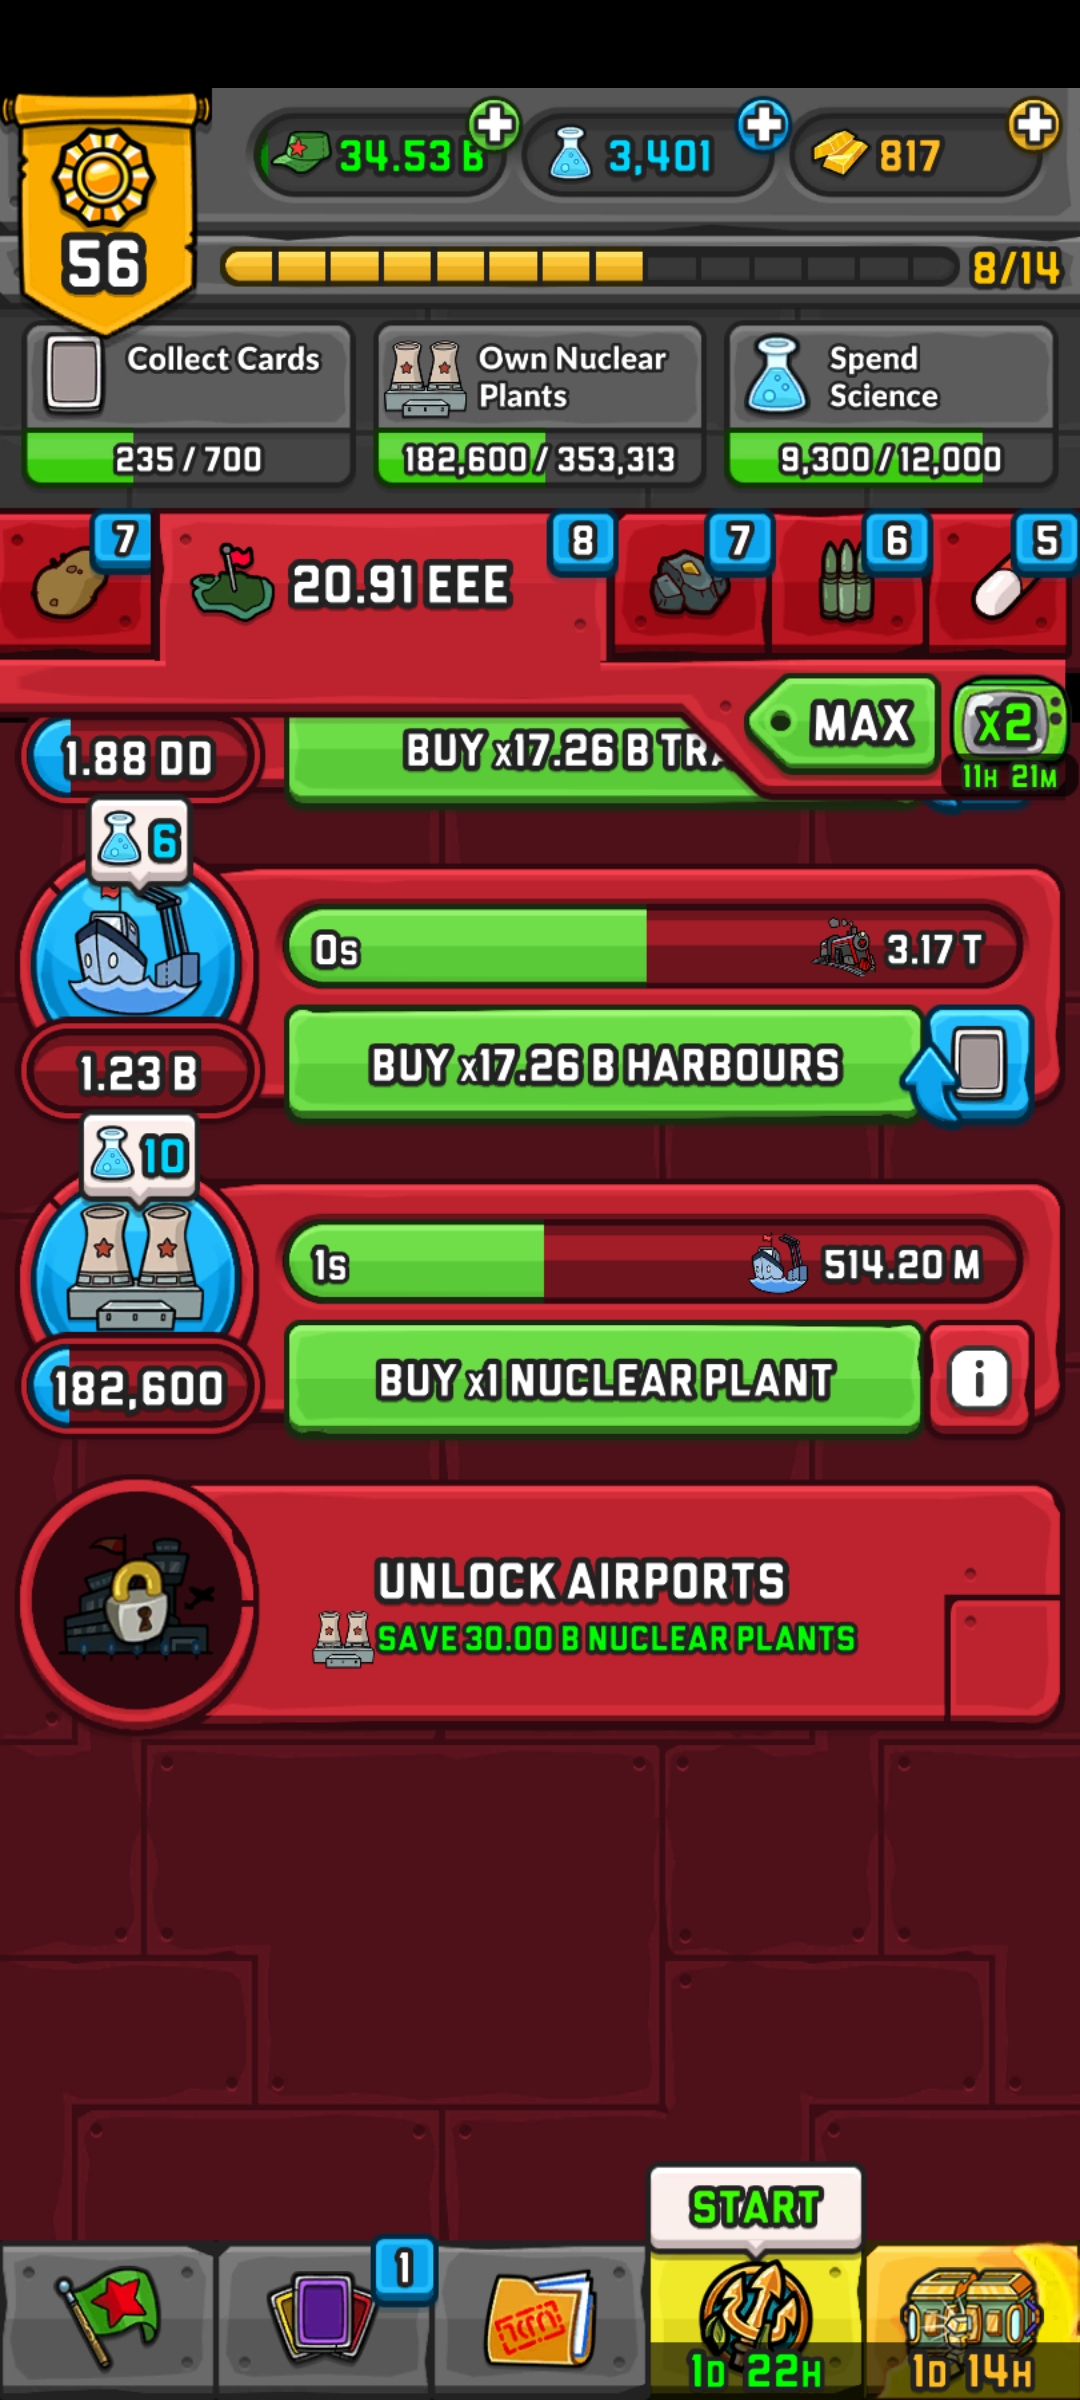 34.53 B
3,401
817
56
8/14
Collect Cards
235 / 700
Own Nuclear
Plants
182,600 / 353,313
Spend
Science
9,300 / 12,000
7
20.91 EEE
8
7
6
5
MAX
x2
11H 21M
1.88 DD
BUY x17.26 B
6
0s
3.17 T
1.23 B
BUY x17.26 B HARBOURS
10
1s
514.20 M
182,600
BUY x1 NUCLEAR PLANT
i
UNLOCK AIRPORTS
SAVE 30.00 B NUCLEAR PLANTS
START
1
1D 22H
1D 14H